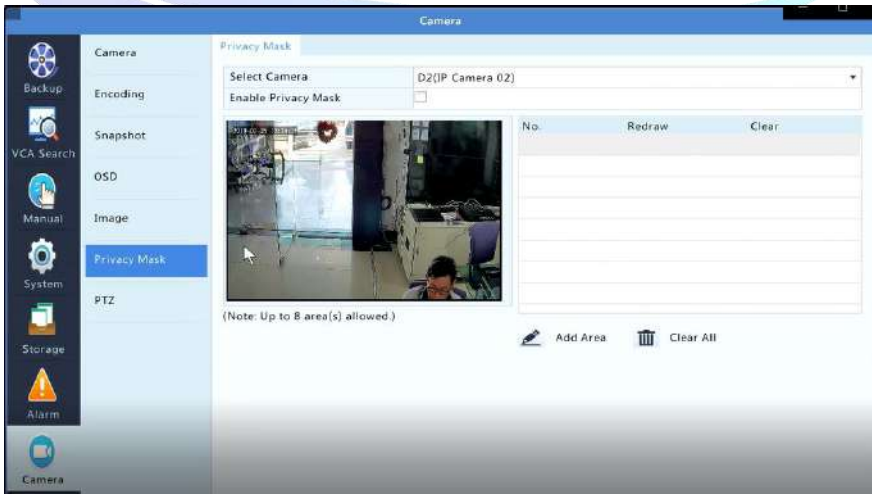 Camera
Backup
VCA Search
Manual
System
Storage
Alarm
Camera
Camera
Encoding
Snapshot
OSD
Image
Privacy Mask
PTZ
Privacy Mask
Select Camera D2(IP Camera 02)
Enable Privacy Mask
No. Redraw Clear
(Note: Up to 8 area(s) allowed.)
Add Area Clear All